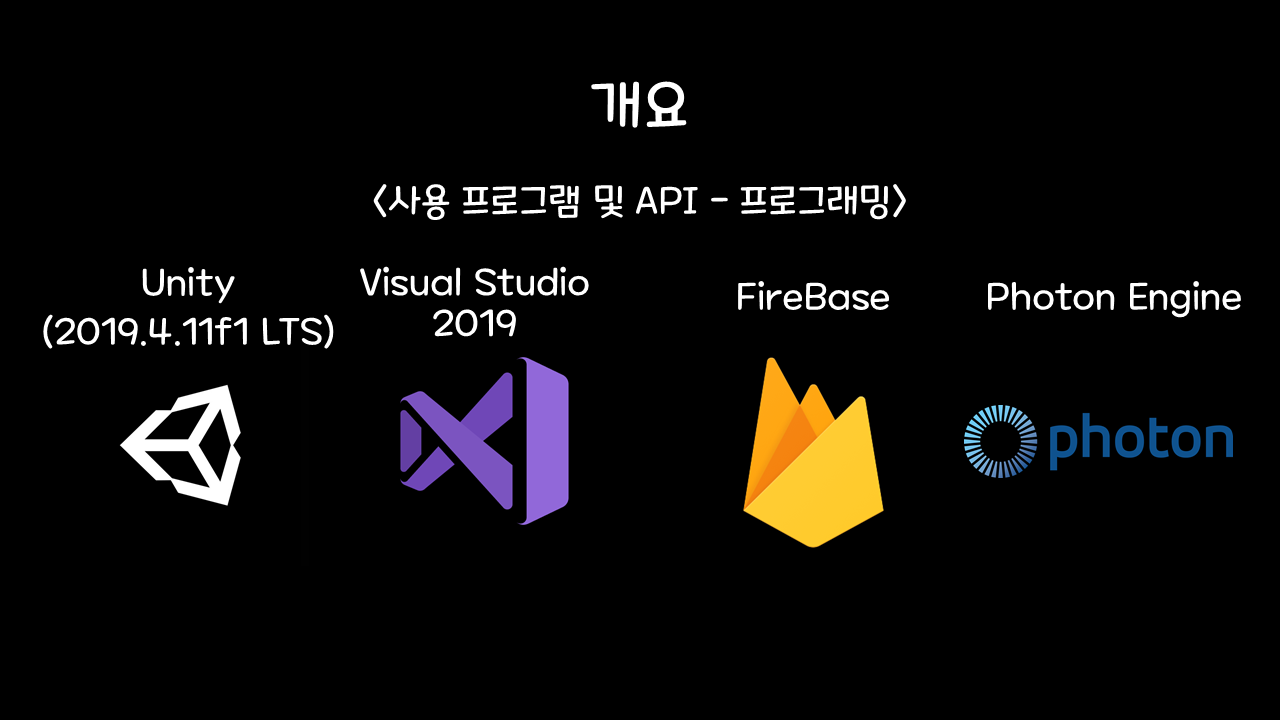 개요
<사용 프로그램 및 API - 프로그래밍>
Unity
(2019.4.11f1 LTS)
Visual Studio
2019
FireBase
Photon Engine
photon